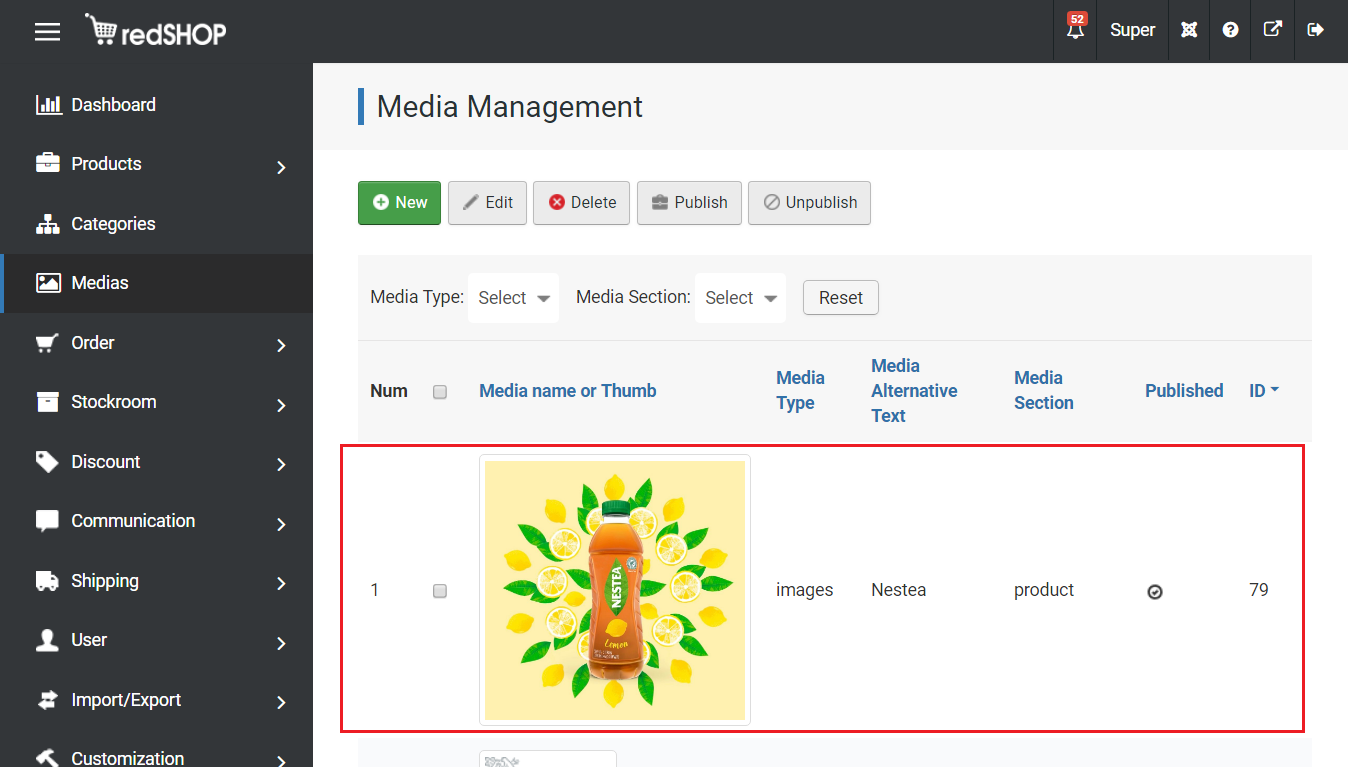 redSHOP
52
Super
Dashboard
Products
Categories
Medias
Order
Stockroom
Discount
Communication
Shipping
User
Import/Export
Customization
Media Management
New Edit Delete Publish Unpublish
Media Type: Select Media Section: Select Reset
Num Media name or Thumb Media Type Media Alternative Text Media Section Published ID
1 images Nestea product 79
NESTEA
Lemon